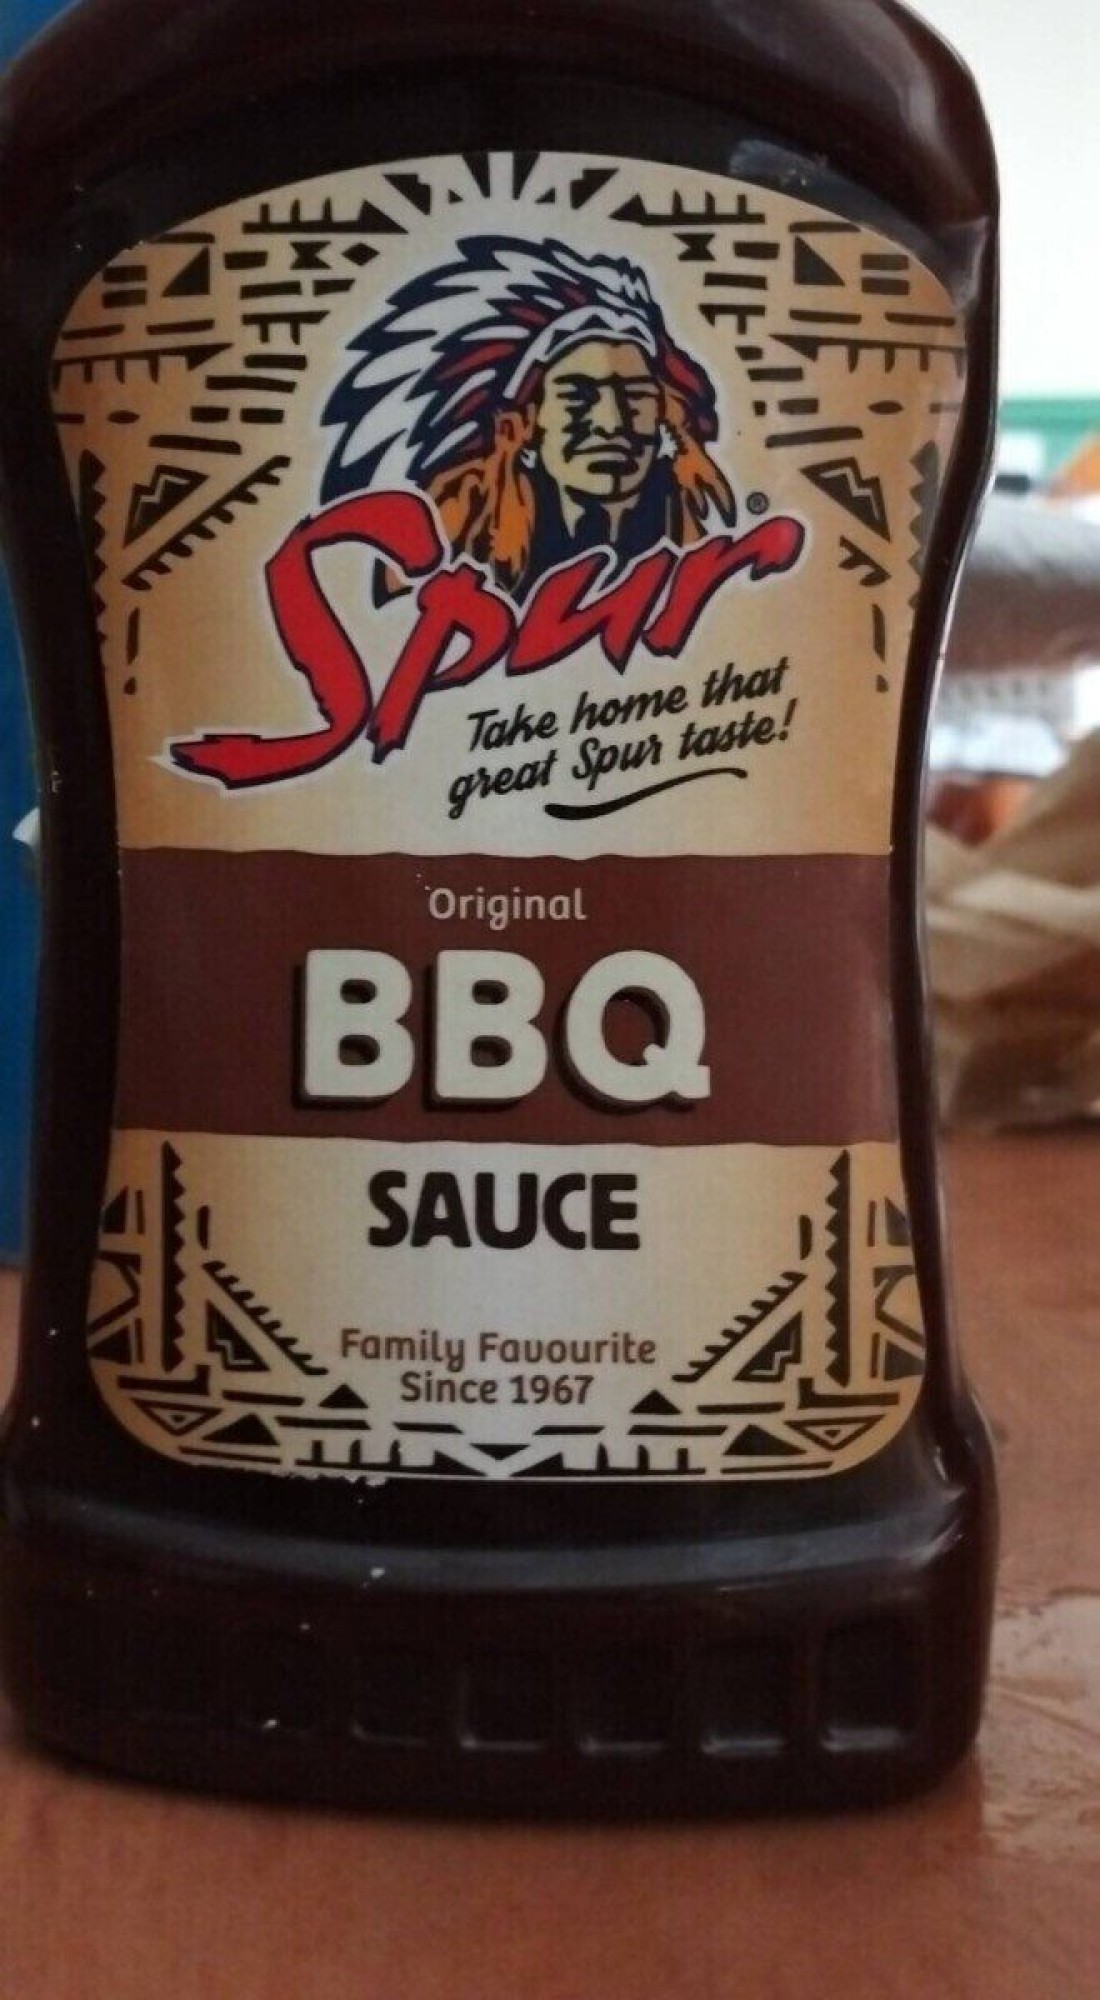 Spur®
Take home that
great Spur taste!
Original
BBQ
SAUCE
Family Favourite
Since 1967